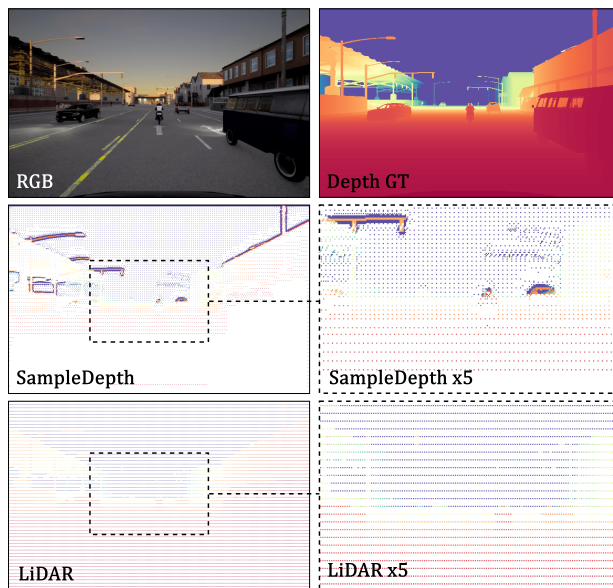 RGB
Depth GT
SampleDepth
SampleDepth x5
LiDAR
LiDAR x5